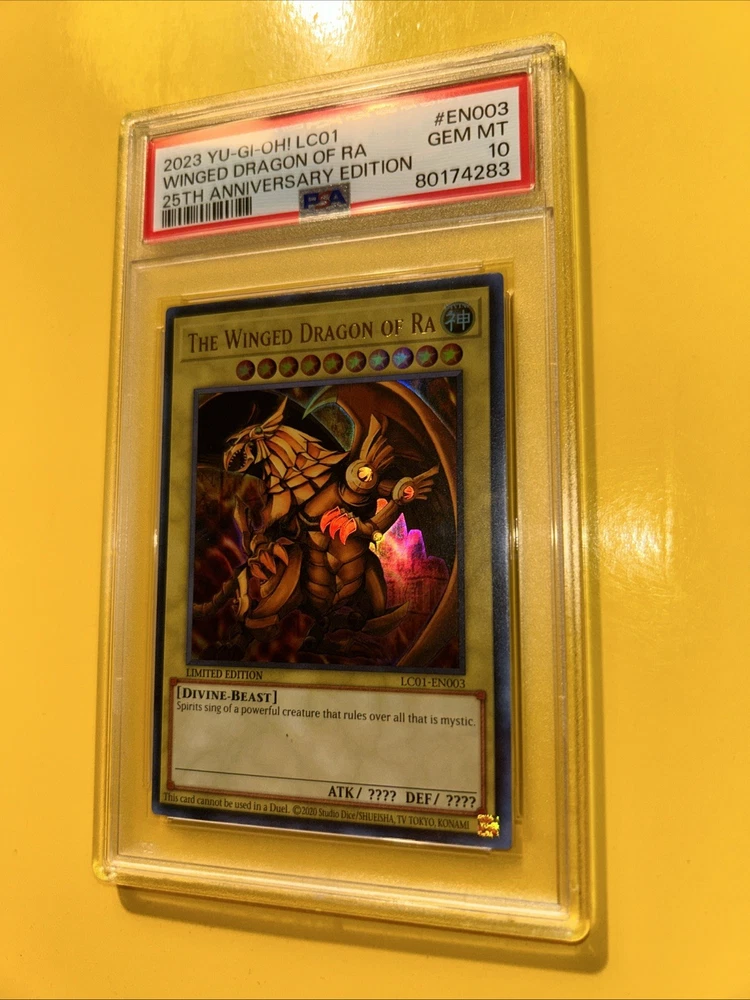 2023 YU-GI-OH! LC01
#EN003
WINGED DRAGON OF RA
GEM MT
25TH ANNIVERSARY EDITION
10
PSA
80174283
THE WINGED DRAGON OF RA
神
LIMITED EDITION
LC01-EN003
[DIVINE-BEAST]
Spirits sing of a powerful creature that rules over all that is mystic.
ATK/ ???? DEF/ ????
This card cannot be used in a Duel. ©2020 Studio Dice/SHUEISHA, TV TOKYO, KONAMI